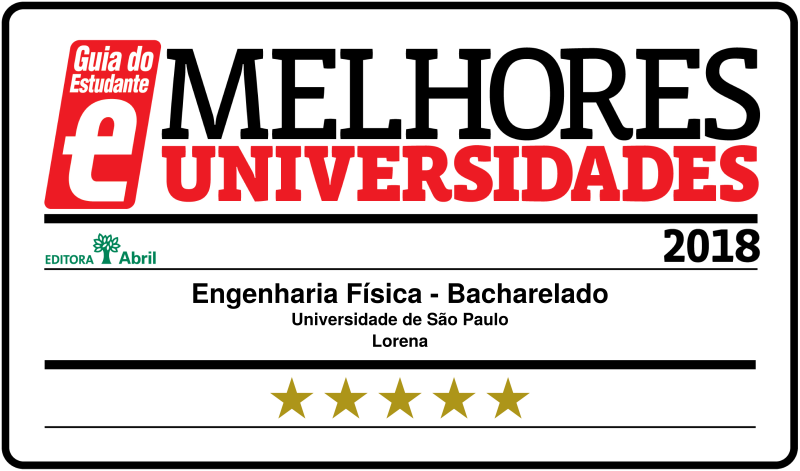 Guia do
Estudante
e
MELHORES
UNIVERSIDADES
EDITORA Abril
2018
Engenharia Física - Bacharelado
Universidade de São Paulo
Lorena